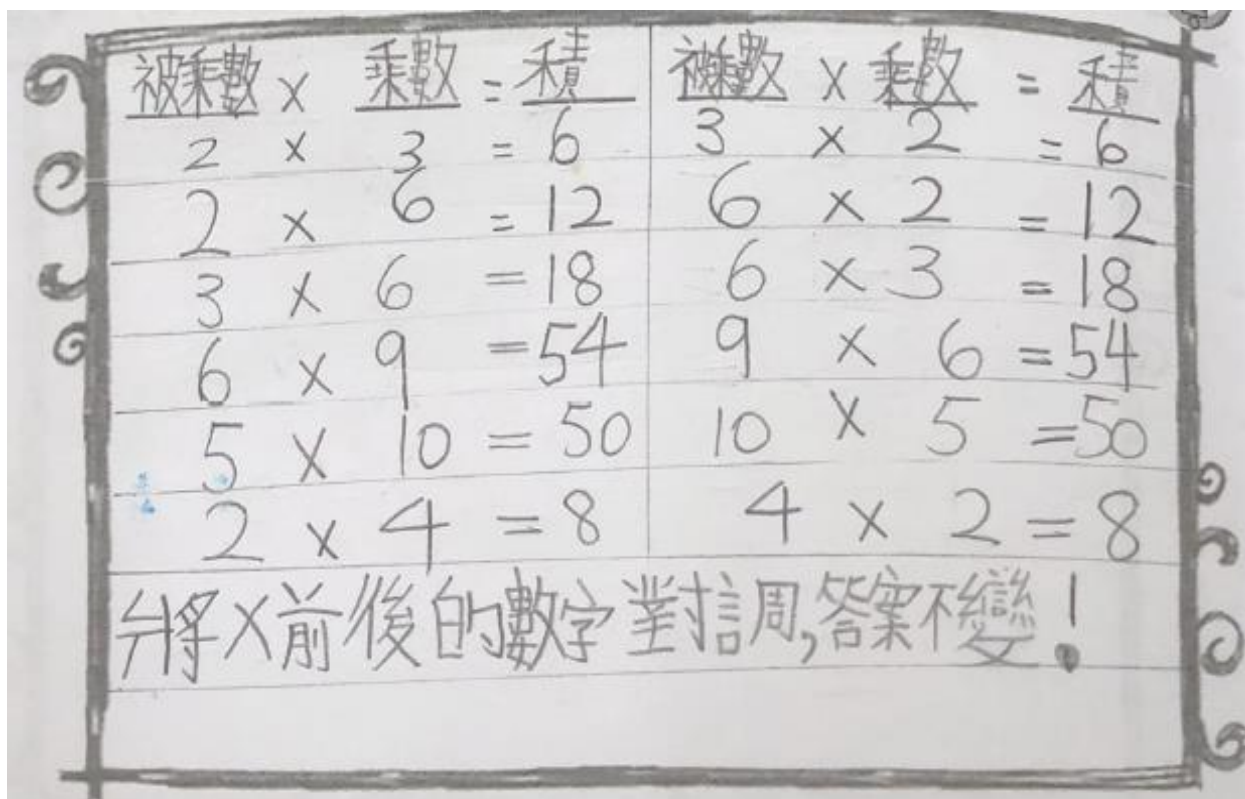 被乘數 × 乘數 = 積 被乘數 × 乘數 = 積
2 × 3 = 6 3 × 2 = 6
2 × 6 = 12 6 × 2 = 12
3 × 6 = 18 6 × 3 = 18
6 × 9 = 54 9 × 6 = 54
5 × 10 = 50 10 × 5 = 50
2 × 4 = 8 4 × 2 = 8
將×前後的數字對調,答案不變!